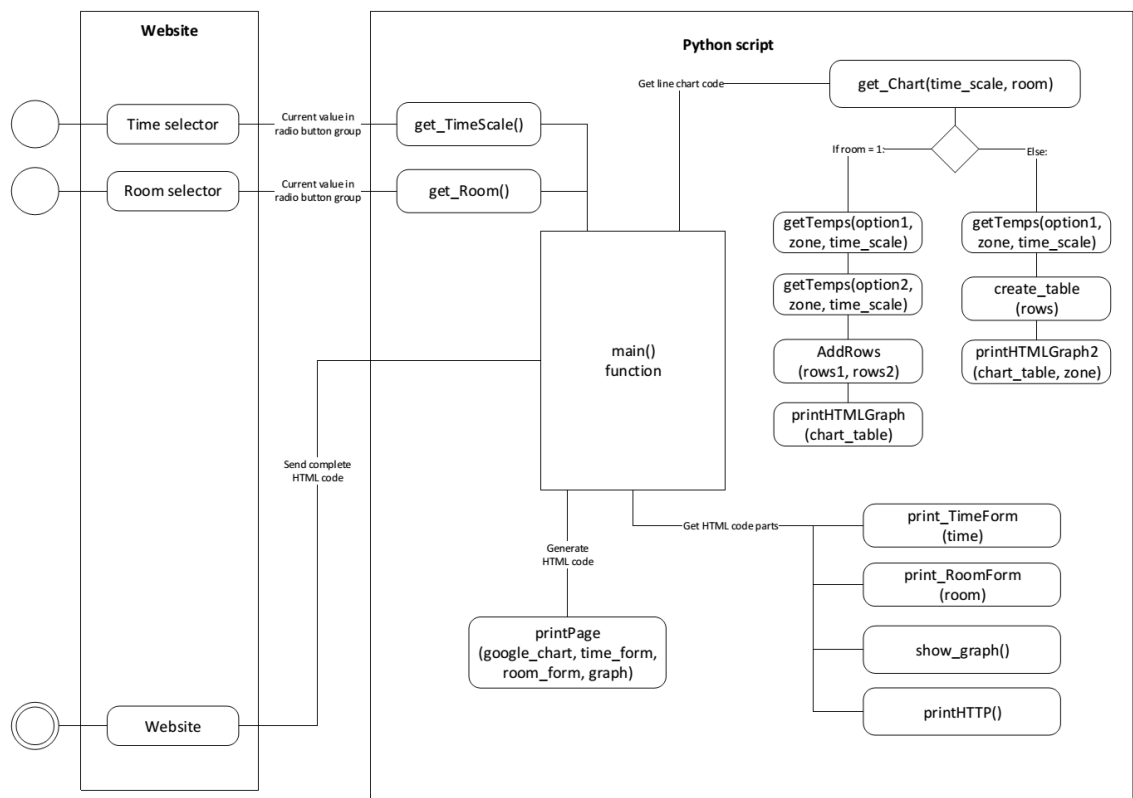 Website
Python script
Get line chart code
get_Chart(time_scale, room)
Time selector
Current value in
radio button group
get_TimeScale()
If room = 1:
Else:
Room selector
Current value in
radio button group
get_Room()
getTemps(option1,
zone, time_scale)
getTemps(option1,
zone, time_scale)
getTemps(option2,
zone, time_scale)
create_table
(rows)
main()
function
AddRows
(rows1, rows2)
printHTMLGraph2
(chart_table, zone)
printHTMLGraph
(chart_table)
Send complete
HTML code
Get HTML code parts
print_TimeForm
(time)
Generate
HTML code
print_RoomForm
(room)
printPage
(google_chart, time_form,
room_form, graph)
show_graph()
printHTTP()
Website